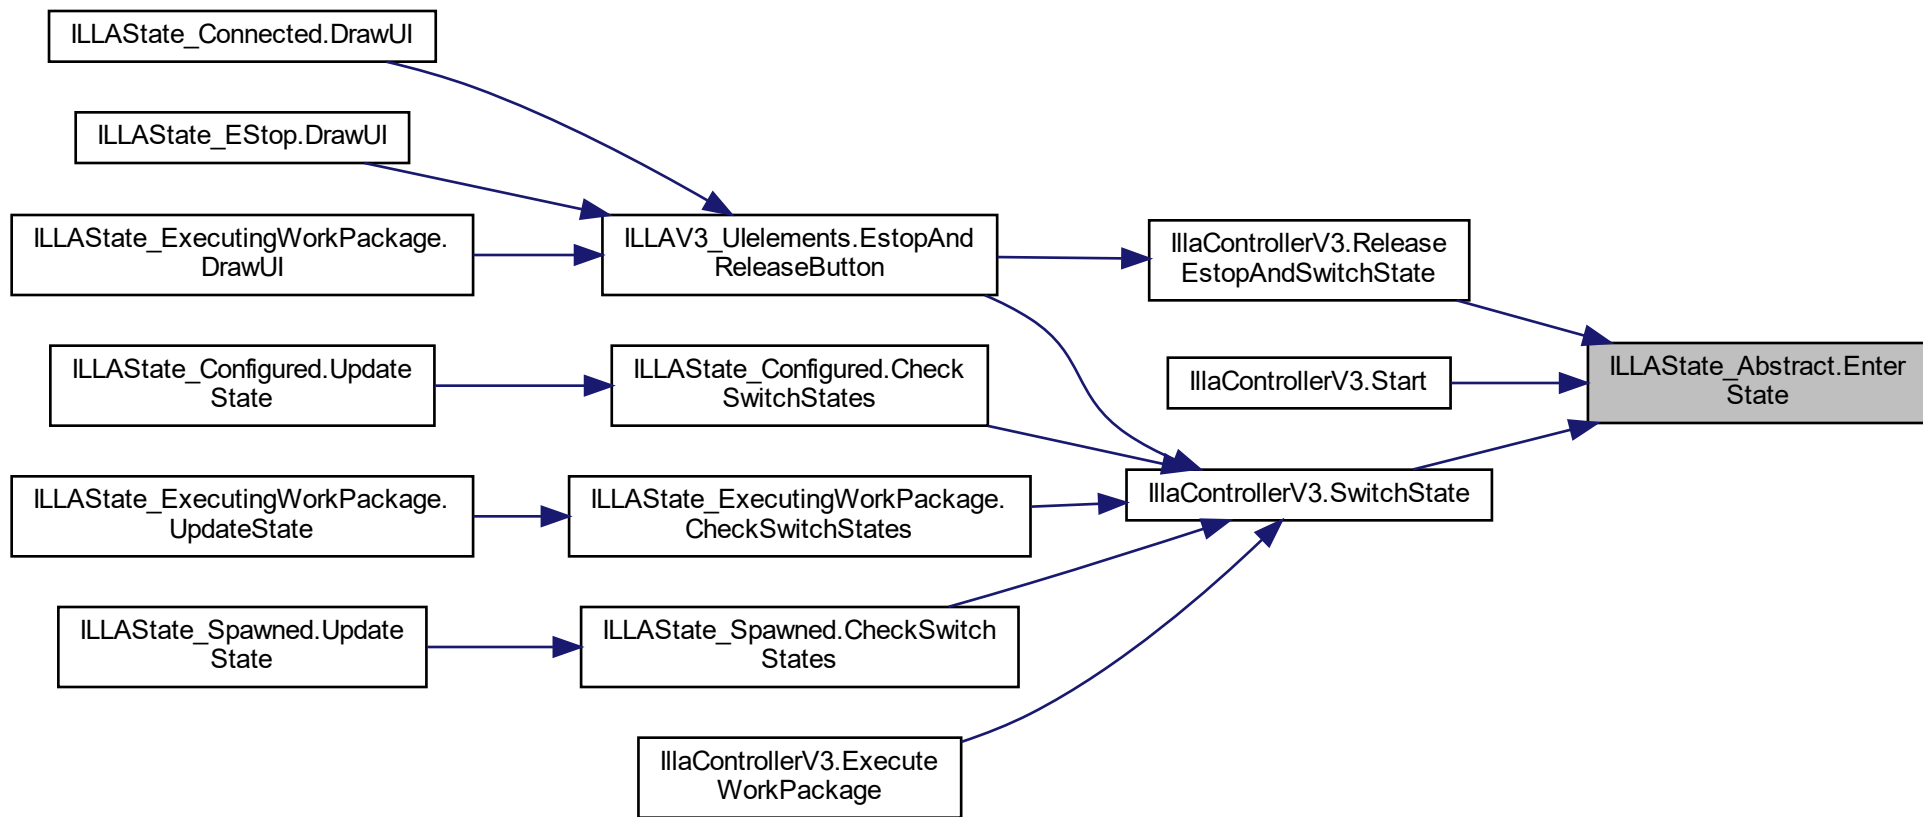 ILLAState_Connected.DrawUI
ILLAState_EStop.DrawUI
ILLAState_ExecutingWorkPackage.
DrawUI
ILLAV3_UIelements.EstopAnd
ReleaseButton
IllaControllerV3.Release
EstopAndSwitchState
ILLAState_Configured.Update
State
ILLAState_Configured.Check
SwitchStates
IllaControllerV3.Start
ILLAState_Abstract.Enter
State
ILLAState_ExecutingWorkPackage.
UpdateState
ILLAState_ExecutingWorkPackage.
CheckSwitchStates
IllaControllerV3.SwitchState
ILLAState_Spawned.Update
State
ILLAState_Spawned.CheckSwitch
States
IllaControllerV3.Execute
WorkPackage